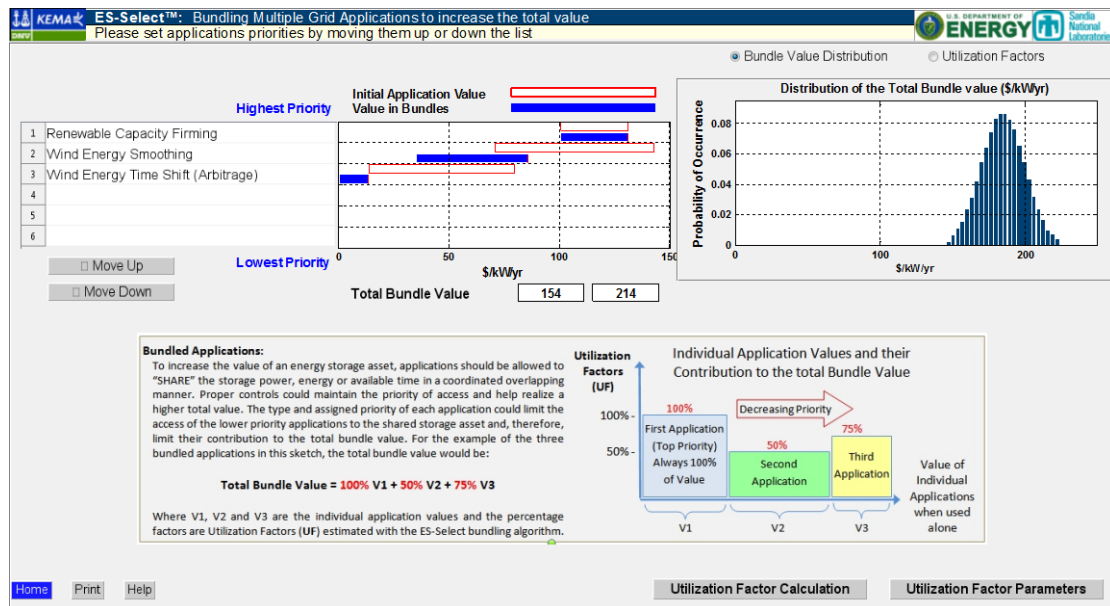 KEMA
DNV
ES-Select™: Bundling Multiple Grid Applications to increase the total value
Please set applications priorities by moving them up or down the list
U.S. DEPARTMENT OF
ENERGY
Sandia
National
Laboratorie
Bundle Value Distribution
Utilization Factors
Initial Application Value
Value in Bundles
Highest Priority
1 Renewable Capacity Firming
2 Wind Energy Smoothing
3 Wind Energy Time Shift (Arbitrage)
4
5
6
Move Up
Move Down
Lowest Priority
0 50 100 150
$/kW/yr
Total Bundle Value 154 214
Distribution of the Total Bundle value ($/kW/yr)
Probability of Occurrence
0.08
0.06
0.04
0.02
0
0 100 200
$/kW/yr
Bundled Applications:
To increase the value of an energy storage asset, applications should be allowed to
"SHARE" the storage power, energy or available time in a coordinated overlapping
manner. Proper controls could maintain the priority of access and help realize a
higher total value. The type and assigned priority of each application could limit the
access of the lower priority applications to the shared storage asset and, therefore,
limit their contribution to the total bundle value. For the example of the three
bundled applications in this sketch, the total bundle value would be:
Total Bundle Value = 100% V1 + 50% V2 + 75% V3
Where V1, V2 and V3 are the individual application values and the percentage
factors are Utilization Factors (UF) estimated with the ES-Select bundling algorithm.
Utilization
Factors
(UF)
Individual Application Values and their
Contribution to the total Bundle Value
100% -
50% -
100%
Decreasing Priority
75%
50%
First Application
(Top Priority)
Always 100%
of Value
Second
Application
Third
Application
Value of
Individual
Applications
when used
alone
V1
V2
V3
Home
Print
Help
Utilization Factor Calculation
Utilization Factor Parameters